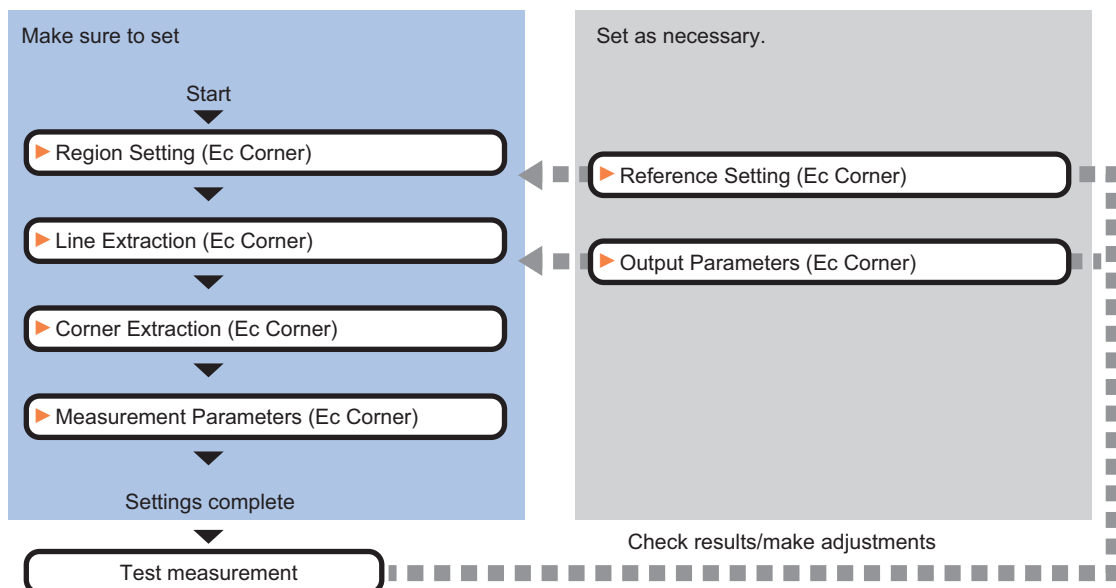 Make sure to set
Start
Region Setting (Ec Corner)
Line Extraction (Ec Corner)
Corner Extraction (Ec Corner)
Measurement Parameters (Ec Corner)
Settings complete
Test measurement
Set as necessary.
Reference Setting (Ec Corner)
Output Parameters (Ec Corner)
Check results/make adjustments